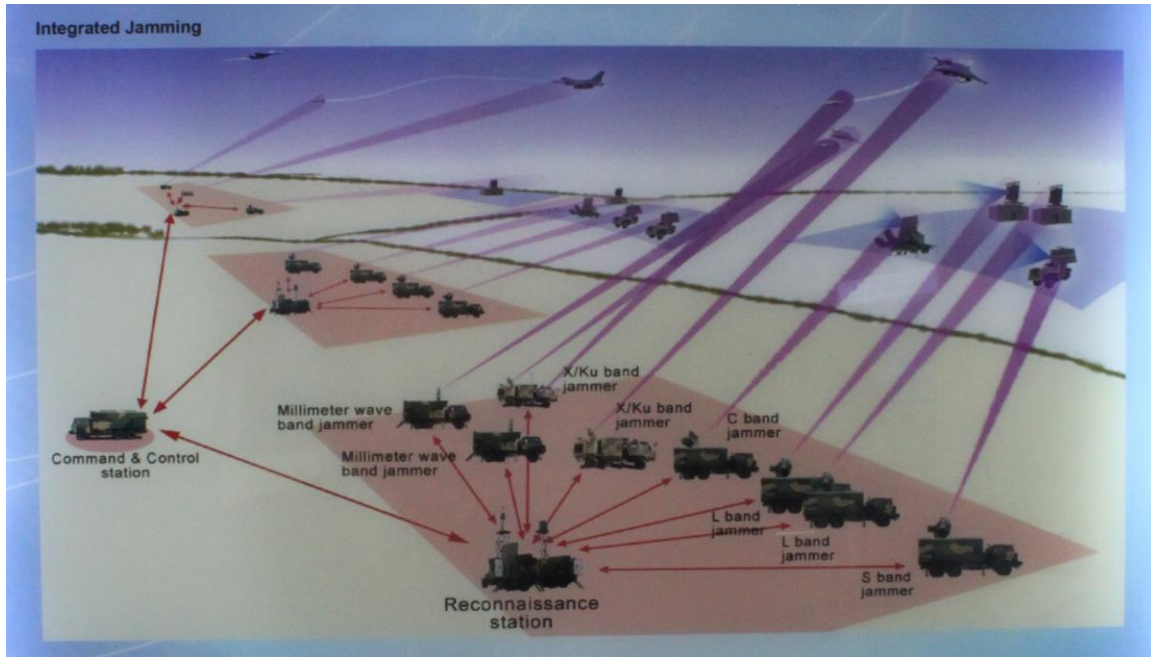 Integrated Jamming
X/Ku band
jammer
Millimeter wave
band jammer
X/Ku band
jammer
C band
jammer
Command & Control
station
Millimeter wave
band jammer
L band
jammer
L band
jammer
S band
jammer
Reconnaissance
station